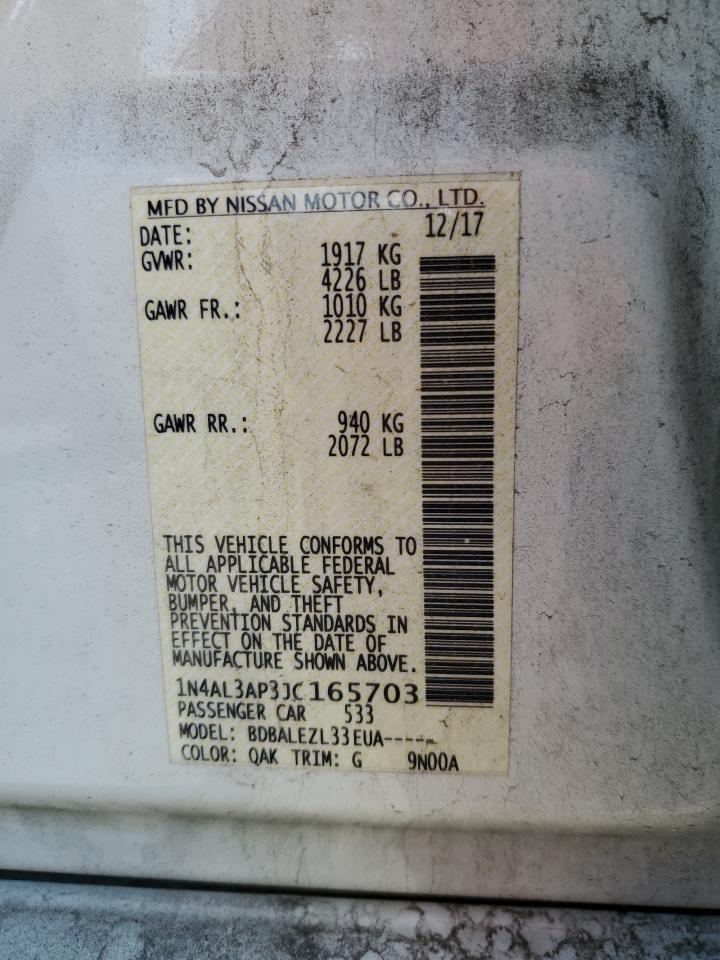 MFD BY NISSAN MOTOR CO., LTD.
DATE: 12/17
GVWR: 1917 KG
4226 LB
GAWR FR.: 1010 KG
2227 LB
GAWR RR.: 940 KG
2072 LB
THIS VEHICLE CONFORMS TO
ALL APPLICABLE FEDERAL
MOTOR VEHICLE SAFETY,
BUMPER, AND THEFT
PREVENTION STANDARDS IN
EFFECT ON THE DATE OF
MANUFACTURE SHOWN ABOVE.
1N4AL3AP3JC165703
PASSENGER CAR 533
MODEL: BDBALEZL33EUA-----
COLOR: QAK TRIM: G 9N00A